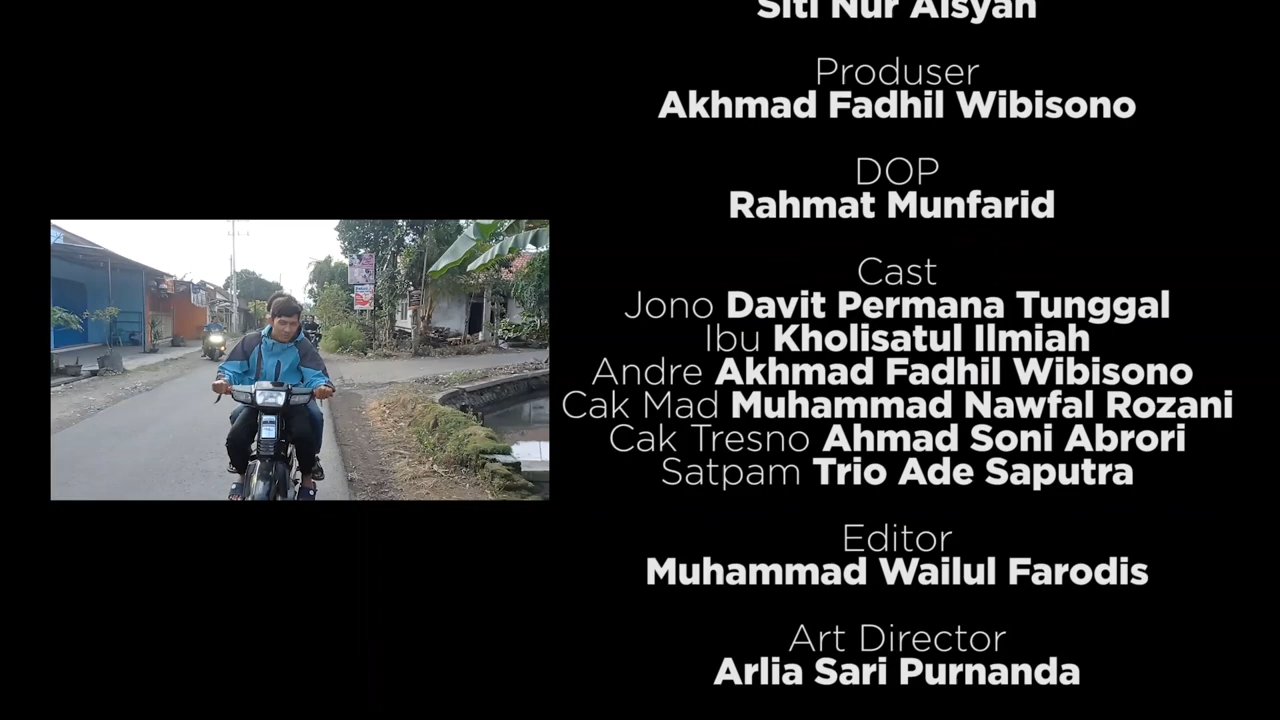 Siti Nur Aisyah
Produser
Akhmad Fadhil Wibisono
DOP
Rahmat Munfarid
Cast
Jono Davit Permana Tunggal
Ibu Kholisatul Ilmiah
Andre Akhmad Fadhil Wibisono
Cak Mad Muhammad Nawfal Rozani
Cak Tresno Ahmad Soni Abrori
Satpam Trio Ade Saputra
Editor
Muhammad Wailul Farodis
Art Director
Arlia Sari Purnanda